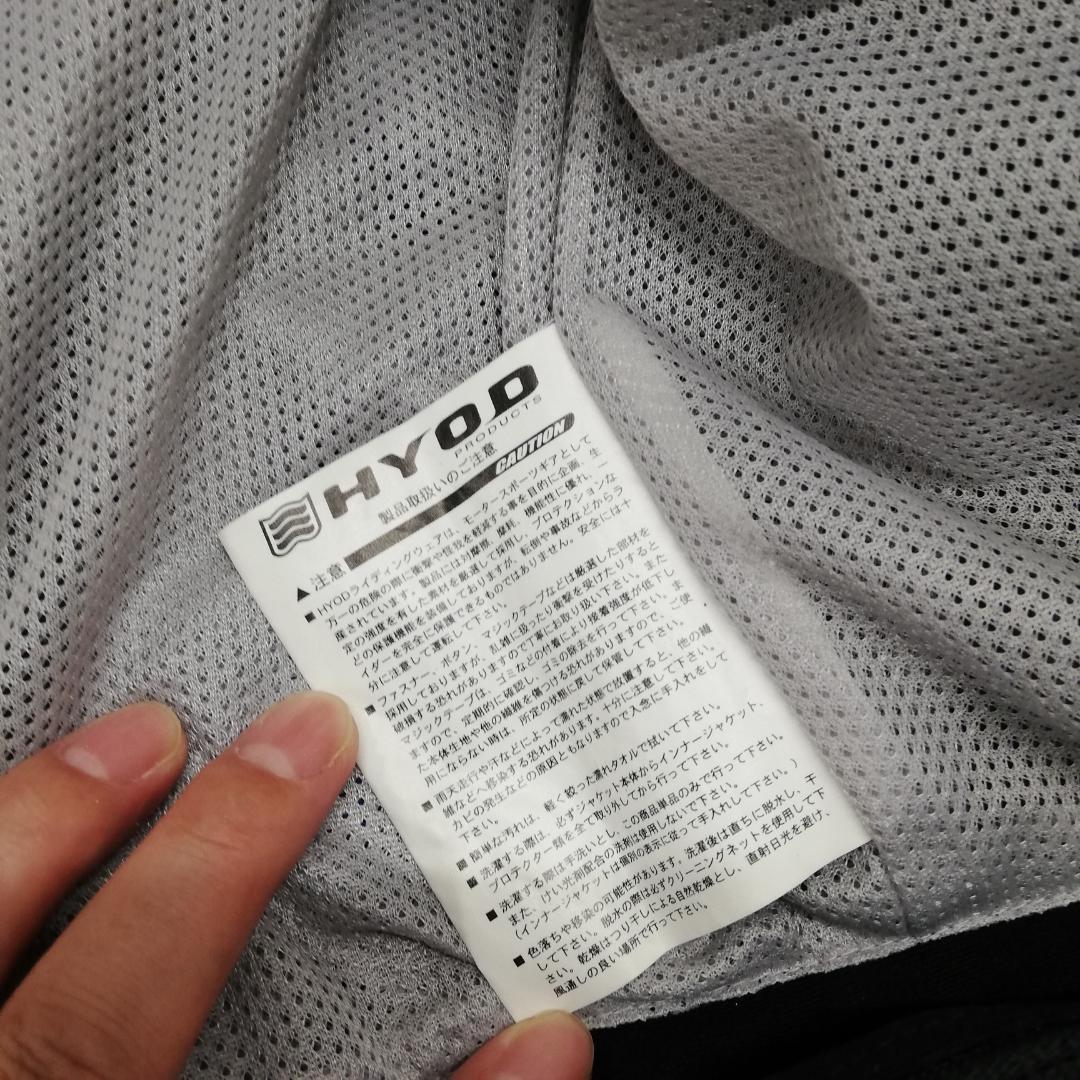 HYOD
PRODUCTS
製品取扱いのご注意
CAUTION
▲注意
■HYODライディングウェアは、モータースポーツギアとして
カーの危険の際に衝撃や怪我を軽減する事を目的に企画、生
産されています。製品には対摩擦、摩耗、機能性に優れ、一
定の強度を有した素材を厳選して採用し、プロテクションな
どの保護機能を装備しておりますが、転倒や事故などからラ
イダーを完全に保護できるものではありません。安全には十
分に注意して運転して下さい。
■ファスナー、ボタン、マジックテープなどは厳選した部材を
採用しておりますが、乱雑に扱ったり衝撃を受けたりすると
破損する恐れがありますので丁寧にお取り扱い下さい。また
マジックテープは、ゴミなどの付着により接着強度が低下し
ますので、定期的に確認し、ゴミの除去を行って下さい。ま
た本体生地や他の繊維を傷つける恐れがありますので、ご使
用にならない時は、所定の状態に戻して保管して下さい。
■雨天走行や汗などによって濡れた状態で放置すると、他の繊
維などへ移染する恐れがあります。十分に注意して下さい。
カビの発生などの原因ともなりますので入念に手入れをして
下さい。
■簡単な汚れは、軽く絞った濡れタオルで拭いて下さい。
■洗濯する際は、必ずジャケット本体からインナージャケット、
プロテクター類を全て取り外してから行って下さい。
■洗濯する際は手洗いとし、この商品単品のみで行って下さい。
また、けい光剤配合の洗剤は使用しないで下さい。
(インナージャケットは個別の表示に従って手入れして下さい。)
■色落ちや移染の可能性があります。洗濯後は直ちに脱水し、干
して下さい。脱水の際は必ずクリーニングネットを使用して下
さい。乾燥はつり干しによる自然乾燥とし、直射日光を避け、
風通しの良い場所で行って下さい。